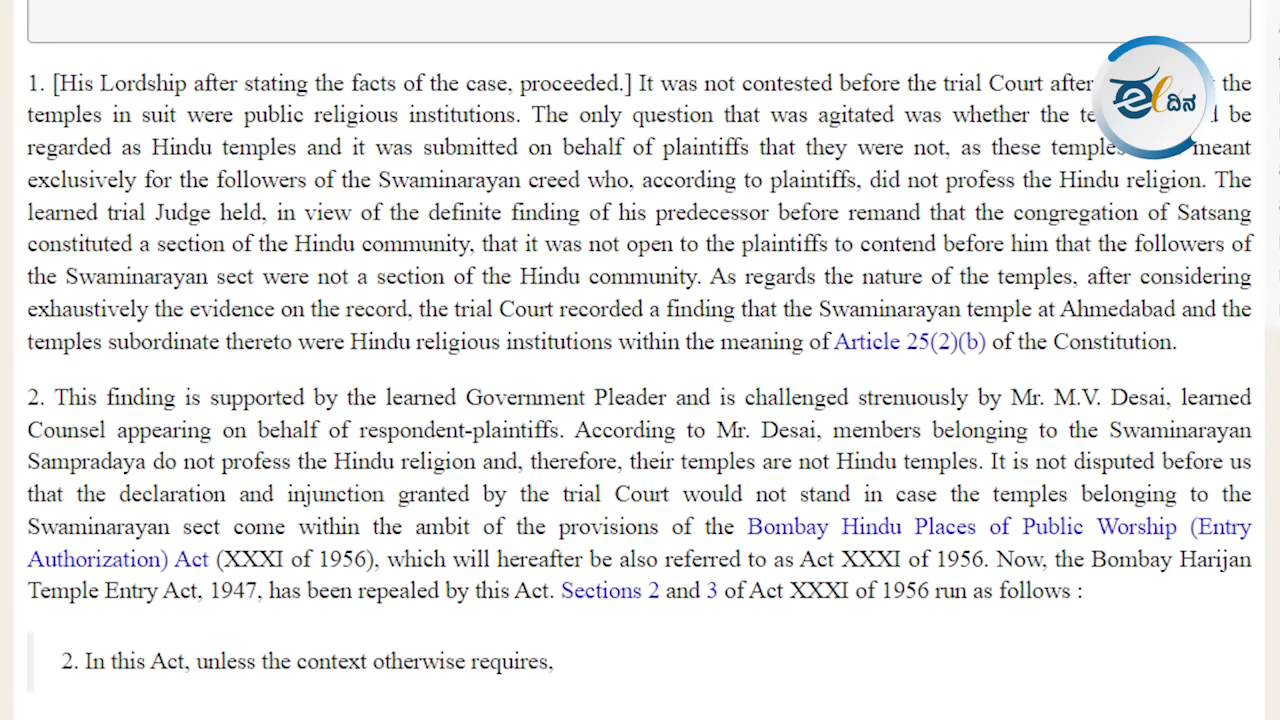 1. [His Lordship after stating the facts of the case, proceeded.] It was not contested before the trial Court after the
temples in suit were public religious institutions. The only question that was agitated was whether the be
regarded as Hindu temples and it was submitted on behalf of plaintiffs that they were not, as these temples meant
exclusively for the followers of the Swaminarayan creed who, according to plaintiffs, did not profess the Hindu religion. The
learned trial Judge held, in view of the definite finding of his predecessor before remand that the congregation of Satsang
constituted a section of the Hindu community, that it was not open to the plaintiffs to contend before him that the followers of
the Swaminarayan sect were not a section of the Hindu community. As regards the nature of the temples, after considering
exhaustively the evidence on the record, the trial Court recorded a finding that the Swaminarayan temple at Ahmedabad and the
temples subordinate thereto were Hindu religious institutions within the meaning of Article 25(2)(b) of the Constitution.
2. This finding is supported by the learned Government Pleader and is challenged strenuously by Mr. M.V. Desai, learned
Counsel appearing on behalf of respondent-plaintiffs. According to Mr. Desai, members belonging to the Swaminarayan
Sampradaya do not profess the Hindu religion and, therefore, their temples are not Hindu temples. It is not disputed before us
that the declaration and injunction granted by the trial Court would not stand in case the temples belonging to the
Swaminarayan sect come within the ambit of the provisions of the Bombay Hindu Places of Public Worship (Entry
Authorization) Act (XXXI of 1956), which will hereafter be also referred to as Act XXXI of 1956. Now, the Bombay Harijan
Temple Entry Act, 1947, has been repealed by this Act. Sections 2 and 3 of Act XXXI of 1956 run as follows :
2. In this Act, unless the context otherwise requires,
ದಿನ